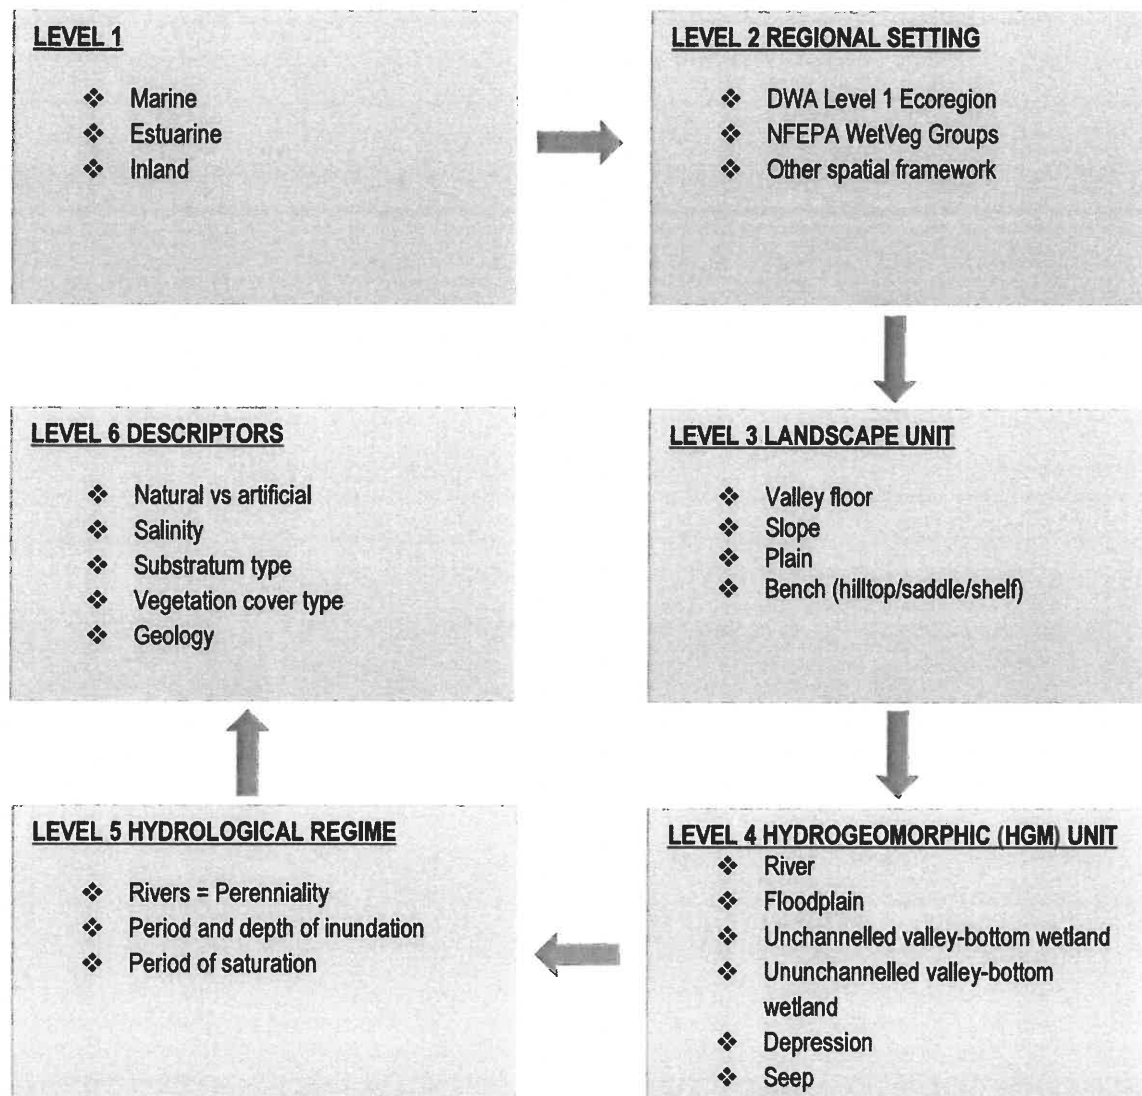 LEVEL 1
❖ Marine
❖ Estuarine
❖ Inland
LEVEL 2 REGIONAL SETTING
❖ DWA Level 1 Ecoregion
❖ NFEPA WetVeg Groups
❖ Other spatial framework
LEVEL 3 LANDSCAPE UNIT
❖ Valley floor
❖ Slope
❖ Plain
❖ Bench (hilltop/saddle/shelf)
LEVEL 4 HYDROGEOMORPHIC (HGM) UNIT
❖ River
❖ Floodplain
❖ Unchannelled valley-bottom wetland
❖ Ununchannelled valley-bottom
wetland
❖ Depression
❖ Seep
LEVEL 5 HYDROLOGICAL REGIME
❖ Rivers = Perenniality
❖ Period and depth of inundation
❖ Period of saturation
LEVEL 6 DESCRIPTORS
❖ Natural vs artificial
❖ Salinity
❖ Substratum type
❖ Vegetation cover type
❖ Geology